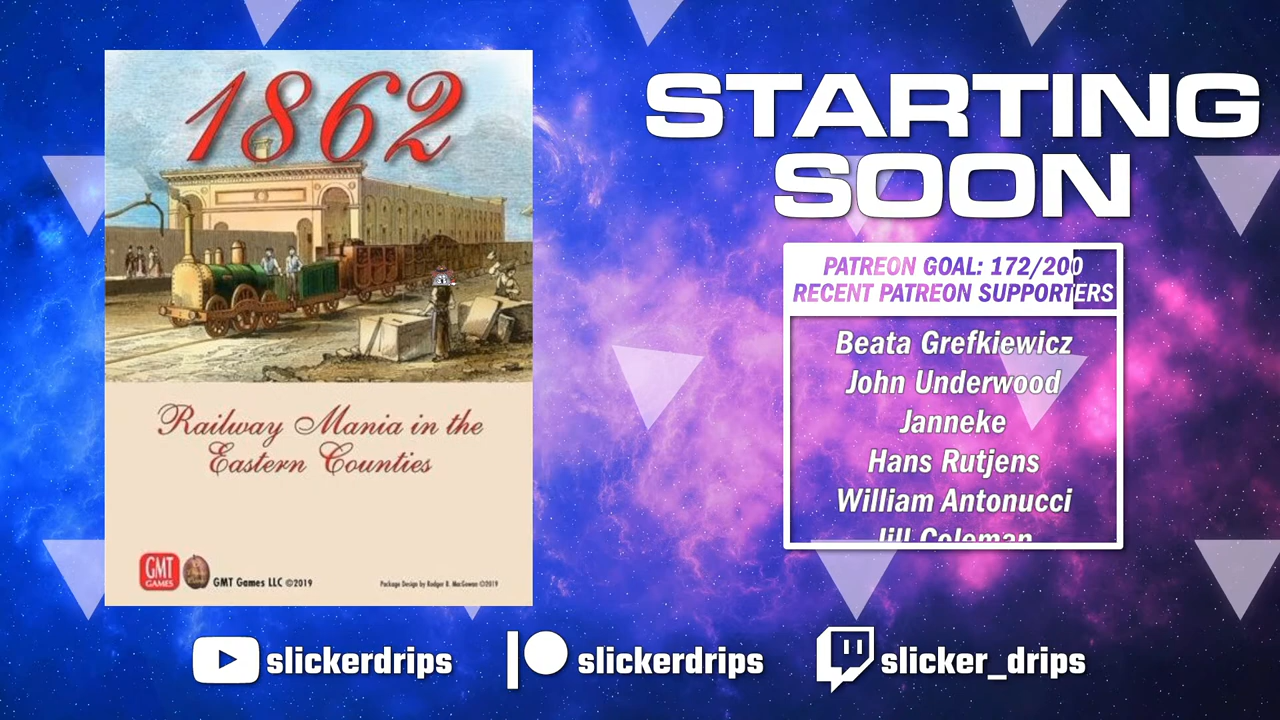 1862
Railway Mania in the
Eastern Counties
GMT
GAMES
GMT Games LLC ©2019
Package Design by Rodger B. MacGowan ©2019
STARTING
SOON
PATREON GOAL: 172/200
RECENT PATREON SUPPORTERS
Beata Grefkiewicz
John Underwood
Janneke
Hans Rutjens
William Antonucci
Jill Coleman
slickerdrips
slickerdrips
slicker_drips